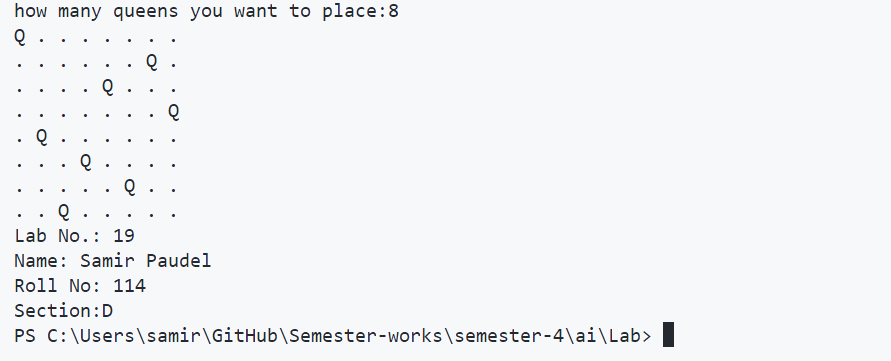 how many queens you want to place:8
Q . . . . . . .
. . . . . . Q .
. . . . Q . . .
. . . . . . . Q
. Q . . . . . .
. . . Q . . . .
. . . . . Q . .
. . Q . . . . .
Lab No.: 19
Name: Samir Paudel
Roll No: 114
Section:D
PS C:\Users\samir\GitHub\Semester-works\semester-4\ai\Lab>